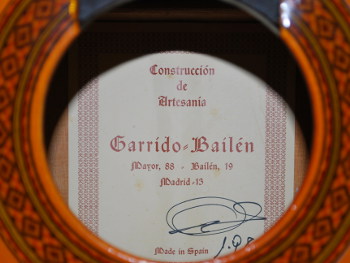 Construcción
de
Artesanía
Garrido-Bailén
Mayor, 88 - Bailén, 19
Madrid-13
Made in Spain